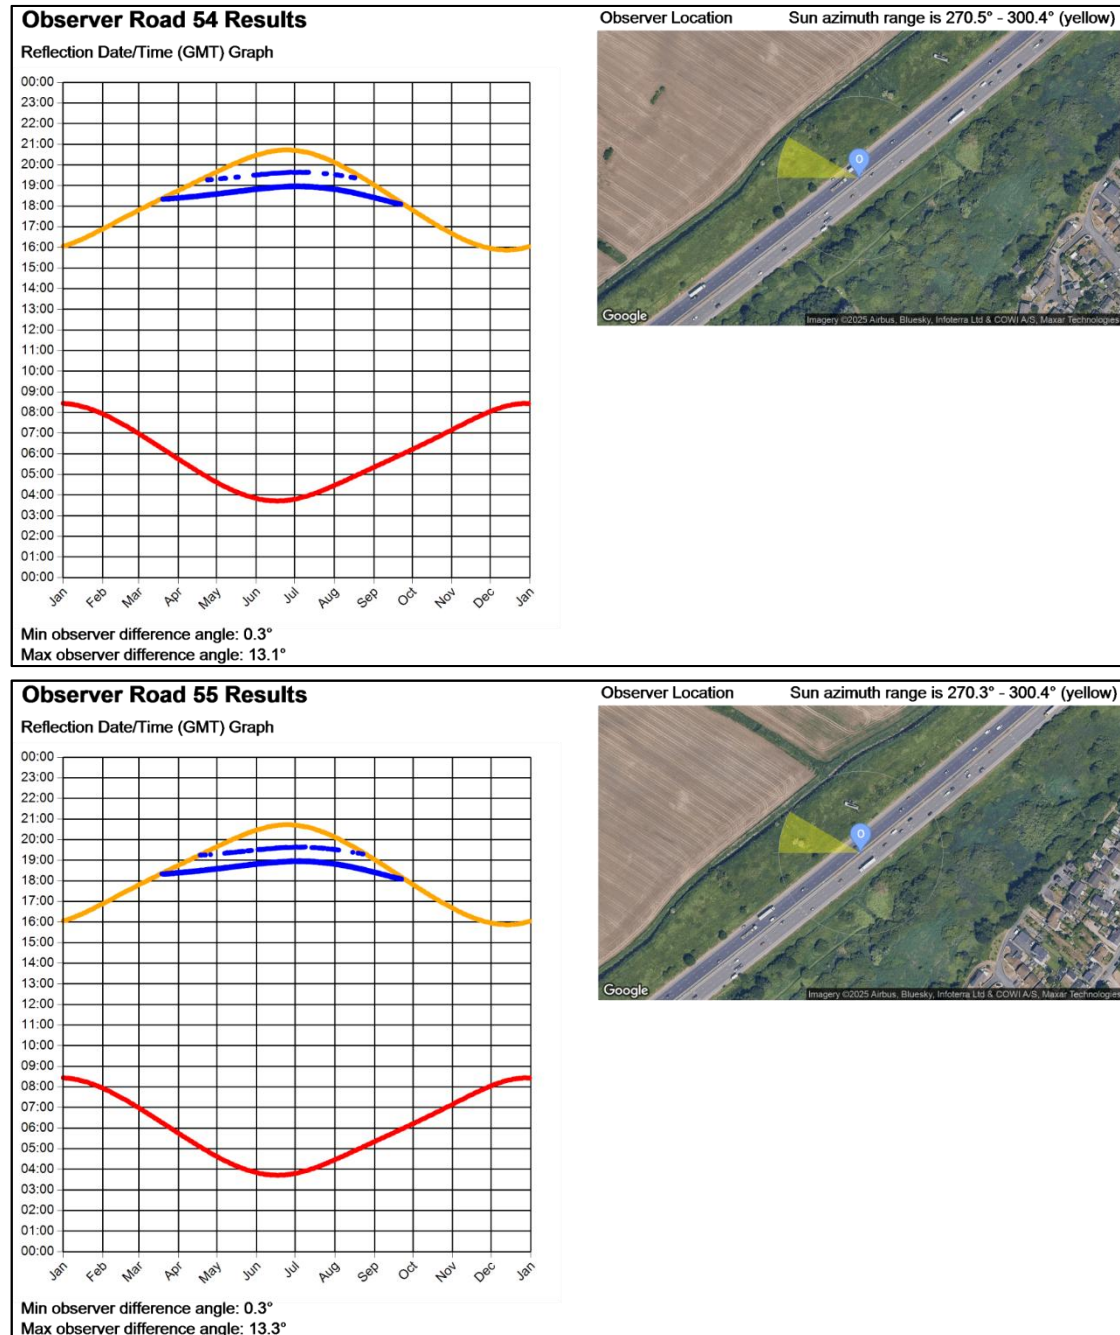 Observer Road 54 Results
Reflection Date/Time (GMT) Graph
00:00
23:00
22:00
21:00
20:00
19:00
18:00
17:00
16:00
15:00
14:00
13:00
12:00
11:00
10:00
09:00
08:00
07:00
06:00
05:00
04:00
03:00
02:00
01:00
00:00
Jan Feb Mar Apr May Jun Jul Aug Sep Oct Nov Dec Jan
Min observer difference angle: 0.3°
Max observer difference angle: 13.1°
Observer Location Sun azimuth range is 270.5° - 300.4° (yellow)
O
Google
Imagery ©2025 Airbus, Bluesky, Infoterra Ltd & COWI A/S, Maxar Technologies
Observer Road 55 Results
Reflection Date/Time (GMT) Graph
00:00
23:00
22:00
21:00
20:00
19:00
18:00
17:00
16:00
15:00
14:00
13:00
12:00
11:00
10:00
09:00
08:00
07:00
06:00
05:00
04:00
03:00
02:00
01:00
00:00
Jan Feb Mar Apr May Jun Jul Aug Sep Oct Nov Dec Jan
Min observer difference angle: 0.3°
Max observer difference angle: 13.3°
Observer Location Sun azimuth range is 270.3° - 300.4° (yellow)
O
Google
Imagery ©2025 Airbus, Bluesky, Infoterra Ltd & COWI A/S, Maxar Technologies